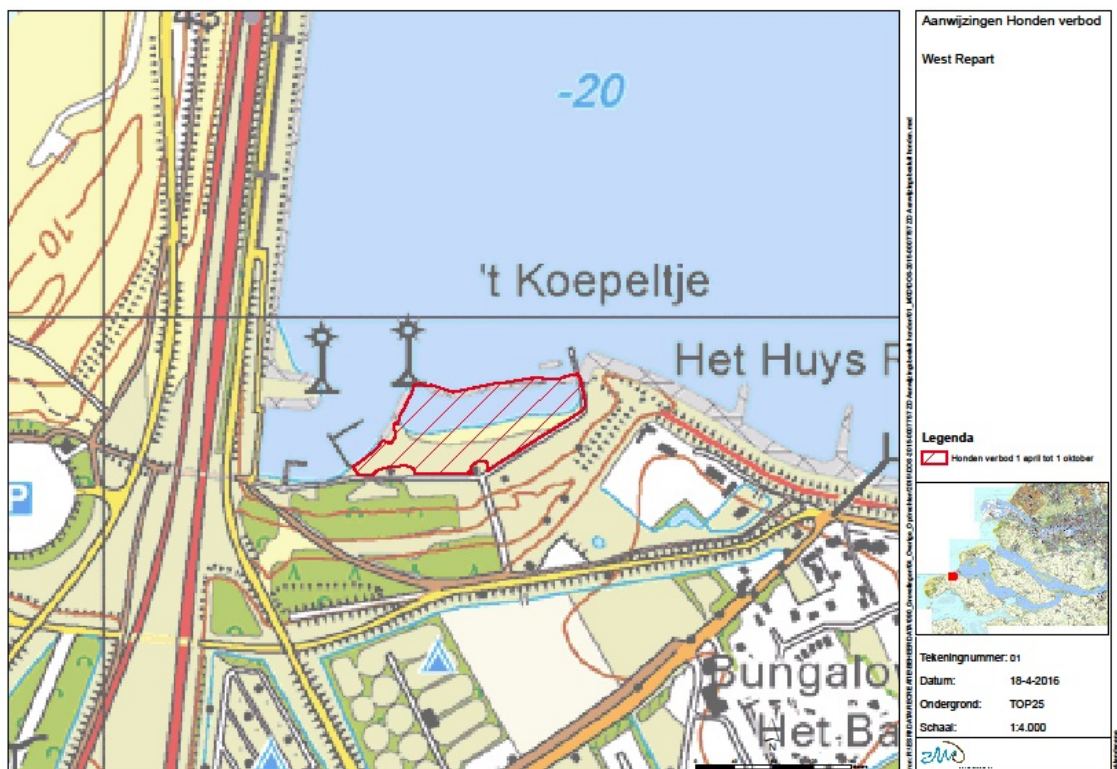 -20
't Koepeltje
Het Huys R
10
P
Bungalow
Het Ba
Aanwijzingen Honden verbod
West Repart
Legenda
Honden verbod 1 april tot 1 oktober
Tekeningnummer: 01
Datum: 18-4-2016
Ondergrond: TOP25
Schaal: 1:4.000